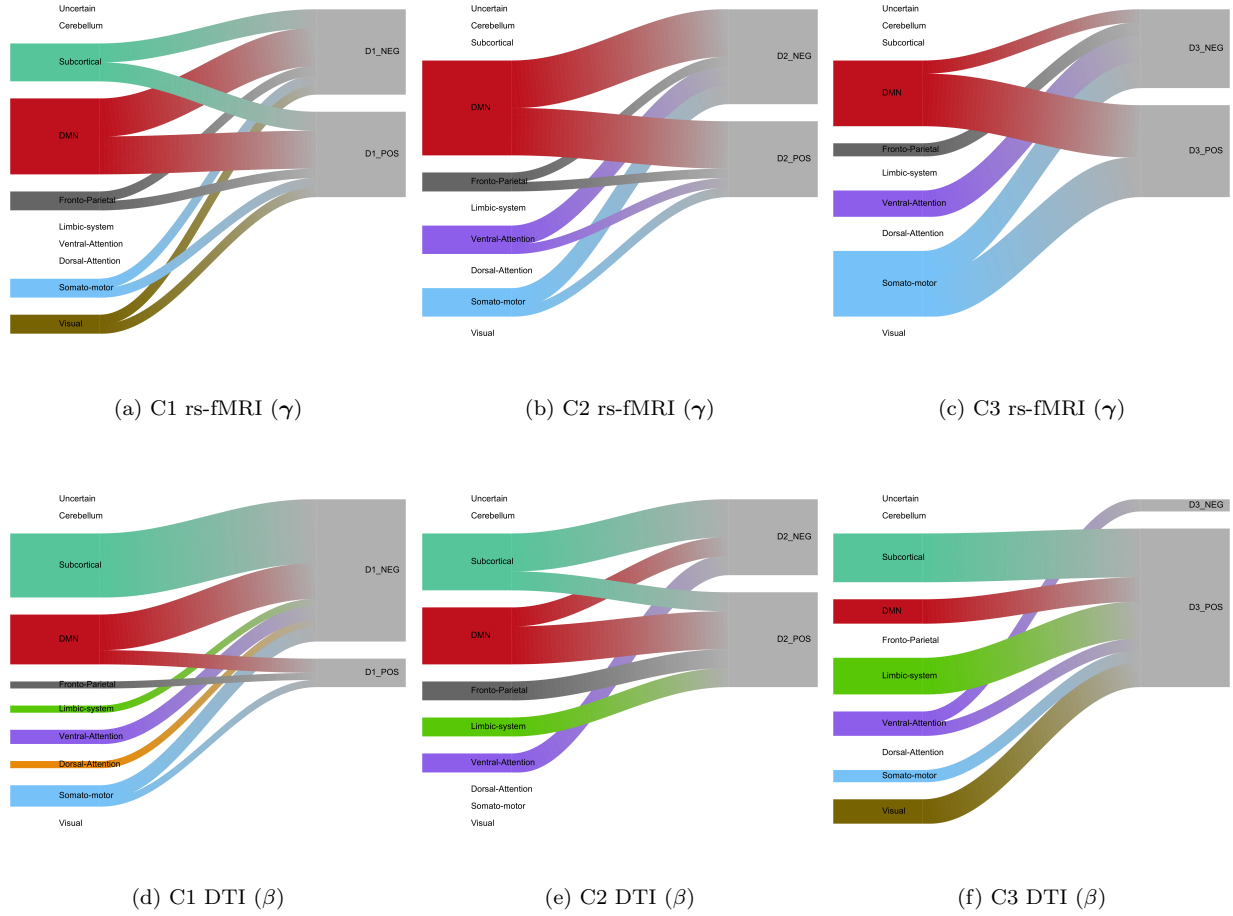 Uncertain
Cerebellum
Subcortical
DMN
Fronto-Parietal
Limbic-system
Ventral-Attention
Dorsal-Attention
Somato-motor
Visual
D1_NEG
D1_POS
(a) C1 rs-fMRI (γ)
Uncertain
Cerebellum
Subcortical
DMN
Fronto-Parietal
Limbic-system
Ventral-Attention
Dorsal-Attention
Somato-motor
Visual
D2_NEG
D2_POS
(b) C2 rs-fMRI (γ)
Uncertain
Cerebellum
Subcortical
DMN
Fronto-Parietal
Limbic-system
Ventral-Attention
Dorsal-Attention
Somato-motor
Visual
D3_NEG
D3_POS
(c) C3 rs-fMRI (γ)
Uncertain
Cerebellum
Subcortical
DMN
Fronto-Parietal
Limbic-system
Ventral-Attention
Dorsal-Attention
Somato-motor
Visual
D1_NEG
D1_POS
(d) C1 DTI (β)
Uncertain
Cerebellum
Subcortical
DMN
Fronto-Parietal
Limbic-system
Ventral-Attention
Dorsal-Attention
Somato-motor
Visual
D2_NEG
D2_POS
(e) C2 DTI (β)
Uncertain
Cerebellum
Subcortical
DMN
Fronto-Parietal
Limbic-system
Ventral-Attention
Dorsal-Attention
Somato-motor
Visual
D3_NEG
D3_POS
(f) C3 DTI (β)